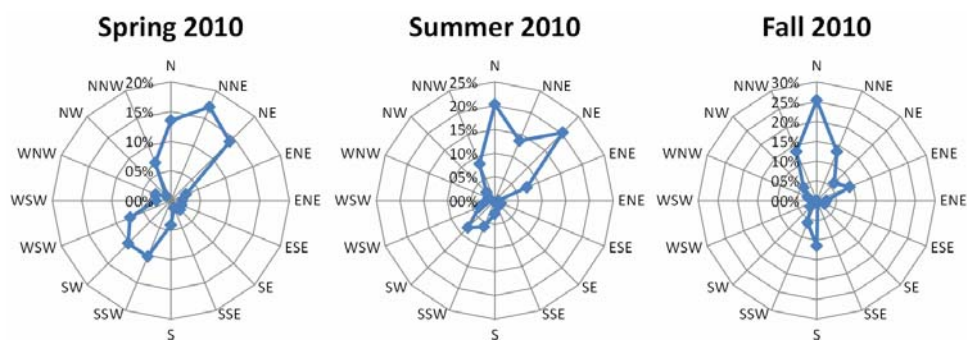 Spring 2010
N
NNE
NE
ENE
ENE
ESE
SE
SSE
S
SSW
SW
WSW
WSW
WNW
NW
NNW
20%
15%
10%
05%
00%
Summer 2010
N
NNE
NE
ENE
ENE
ESE
SE
SSE
S
SSW
SW
WSW
WSW
WNW
NW
NNW
25%
20%
15%
10%
05%
00%
Fall 2010
N
NNE
NE
ENE
ENE
ESE
SE
SSE
S
SSW
SW
WSW
WSW
WNW
NW
NNW
30%
25%
20%
15%
10%
05%
00%